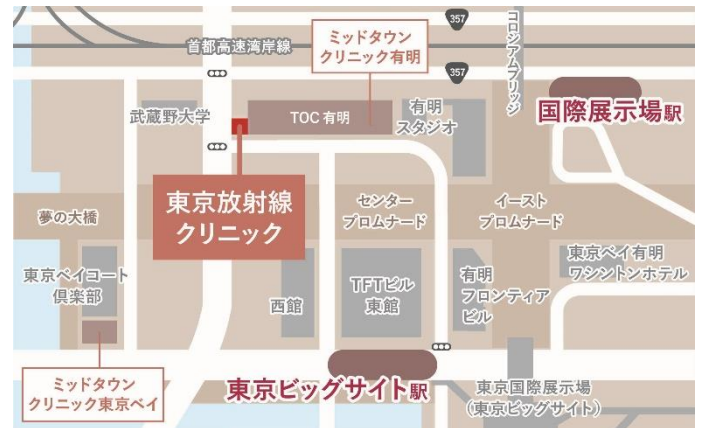 357
首都高速湾岸線
ミッドタウン
クリニック有明
コロシアムブリッジ
357
国際展示場駅
武蔵野大学
TOC 有明
有明
スタジオ
東京放射線
クリニック
夢の大橋
センター
プロムナード
イースト
プロムナード
東京ベイコート
倶楽部
西館
TFTビル
東館
有明
フロンティア
ビル
東京ベイ有明
ワシントンホテル
ミッドタウン
クリニック東京ベイ
東京ビッグサイト駅
東京国際展示場
(東京ビッグサイト)